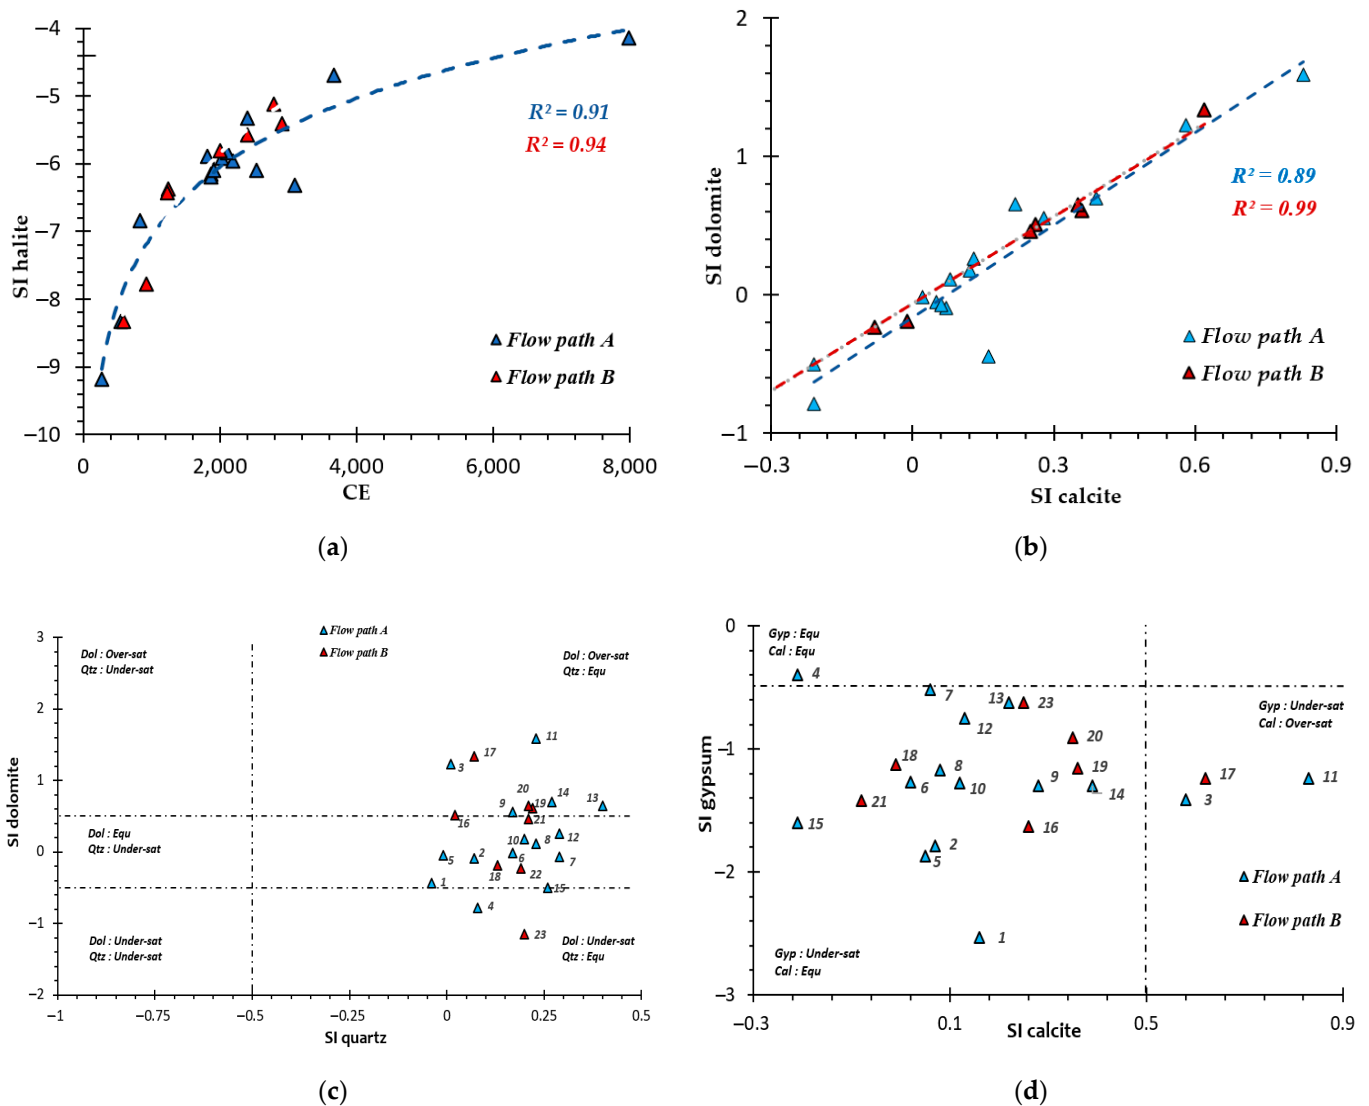 −4
−5
−6
−7
−8
−9
−10
SI halite
R² = 0.91
R² = 0.94
Flow path A
Flow path B
0
2,000
4,000
6,000
8,000
CE
(a)
2
1
0
−1
SI dolomite
R² = 0.89
R² = 0.99
Flow path A
Flow path B
−0.3
0
0.3
0.6
0.9
SI calcite
(b)
3
2
1
0
−1
−2
SI dolomite
Flow path A
Flow path B
Dol : Over-sat
Qtz : Under-sat
Dol : Over-sat
Qtz : Equ
Dol : Equ
Qtz : Under-sat
Dol : Under-sat
Qtz : Under-sat
Dol : Under-sat
Qtz : Equ
11
17
3
20
14
13
9
19
16
21
10
8
12
5
2
6
7
18
22
1
15
4
23
−1
−0.75
−0.5
−0.25
0
0.25
0.5
SI quartz
(c)
0
−1
−2
−3
SI gypsum
Gyp : Equ
Cal : Equ
Gyp : Under-sat
Cal : Over-sat
Gyp : Under-sat
Cal : Equ
4
7
13
23
12
20
18
8
19
6
10
9
14
17
11
21
3
15
16
2
5
1
Flow path A
Flow path B
−0.3
0.1
0.5
0.9
SI calcite
(d)